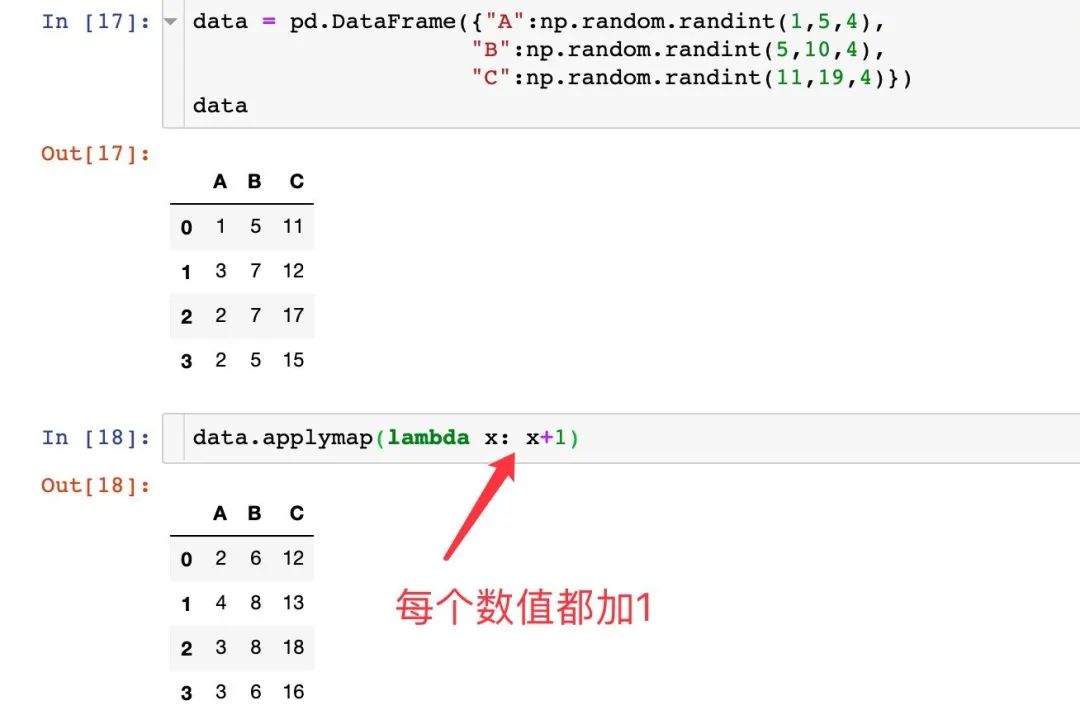 In [17]: data = pd.DataFrame({"A":np.random.randint(1,5,4),
"B":np.random.randint(5,10,4),
"C":np.random.randint(11,19,4)})
data
Out[17]:
A B C
0 1 5 11
1 3 7 12
2 2 7 17
3 2 5 15
In [18]: data.applymap(lambda x: x+1)
Out[18]:
A B C
0 2 6 12
1 4 8 13
2 3 8 18
3 3 6 16
每个数值都加1